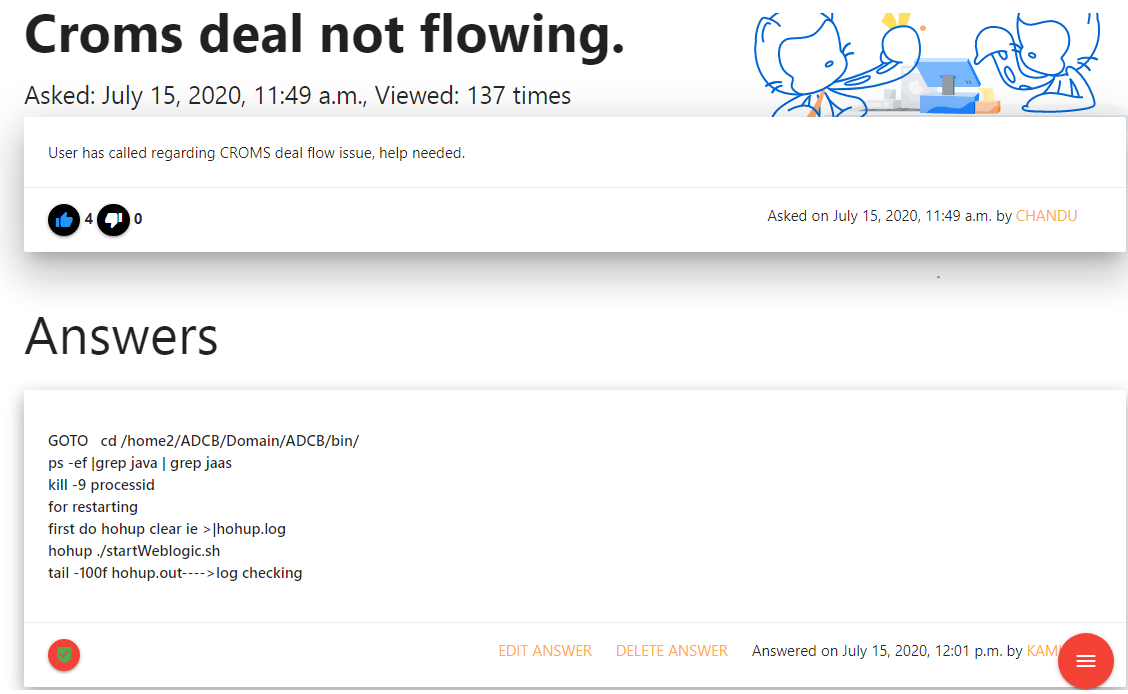 Croms deal not flowing.
Asked: July 15, 2020, 11:49 a.m., Viewed: 137 times
User has called regarding CROMS deal flow issue, help needed.
4 0
Asked on July 15, 2020, 11:49 a.m. by CHANDU
Answers
GOTO   cd /home2/ADCB/Domain/ADCB/bin/
ps -ef |grep java | grep jaas
kill -9 processid
for restarting
first do hohup clear ie >|hohup.log
hohup ./startWeblogic.sh
tail -100f hohup.out---->log checking
EDIT ANSWER DELETE ANSWER Answered on July 15, 2020, 12:01 p.m. by